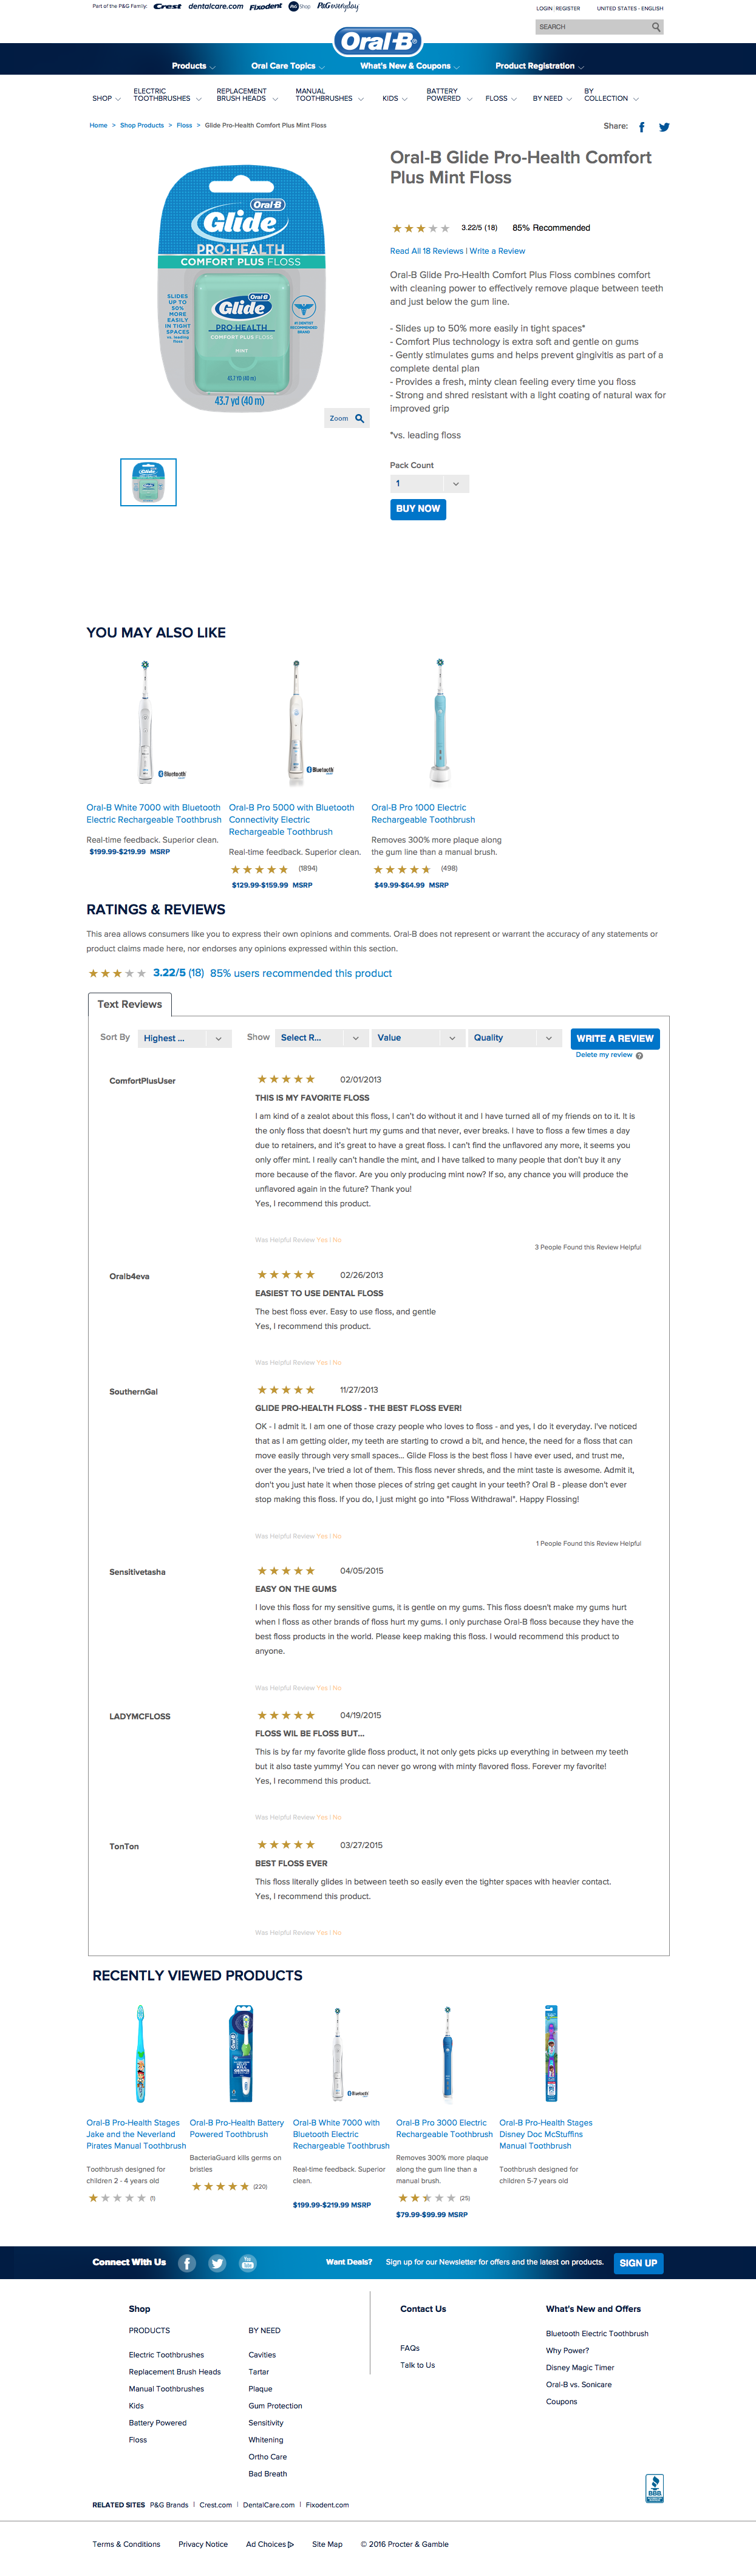 Part of the P&G Family: Crest dentalcare.com Fixodent P&G Shop P&G everyday
LOGIN | REGISTER UNITED STATES - ENGLISH
SEARCH
Oral-B
Products Oral Care Topics What's New & Coupons Product Registration
SHOP ELECTRIC TOOTHBRUSHES REPLACEMENT BRUSH HEADS MANUAL TOOTHBRUSHES KIDS BATTERY POWERED FLOSS BY NEED BY COLLECTION
Home > Shop Products > Floss > Glide Pro-Health Comfort Plus Mint Floss
Share:
Oral-B Glide Pro-Health Comfort
Plus Mint Floss
Oral-B
Glide
PRO-HEALTH
COMFORT PLUS FLOSS
SLIDES
UP TO
50%
MORE
EASILY
IN TIGHT
SPACES
vs. leading
floss
Oral-B
Glide
PRO-HEALTH
COMFORT PLUS FLOSS
MINT
43.7 YD (40 m)
#1 DENTIST
RECOMMENDED
BRAND
43.7 yd (40 m)
Zoom
3.22/5 (18) 85% Recommended
Read All 18 Reviews | Write a Review
Oral-B Glide Pro-Health Comfort Plus Floss combines comfort
with cleaning power to effectively remove plaque between teeth
and just below the gum line.
- Slides up to 50% more easily in tight spaces*
- Comfort Plus technology is extra soft and gentle on gums
- Gently stimulates gums and helps prevent gingivitis as part of a
complete dental plan
- Provides a fresh, minty clean feeling every time you floss
- Strong and shred resistant with a light coating of natural wax for
improved grip
*vs. leading floss
Pack Count
1
BUY NOW
YOU MAY ALSO LIKE
Bluetooth
Bluetooth
Oral-B White 7000 with Bluetooth
Electric Rechargeable Toothbrush
Real-time feedback. Superior clean.
$199.99-$219.99 MSRP
Oral-B Pro 5000 with Bluetooth
Connectivity Electric
Rechargeable Toothbrush
Real-time feedback. Superior clean.
(1894)
$129.99-$159.99 MSRP
Oral-B Pro 1000 Electric
Rechargeable Toothbrush
Removes 300% more plaque along
the gum line than a manual brush.
(498)
$49.99-$64.99 MSRP
RATINGS & REVIEWS
This area allows consumers like you to express their own opinions and comments. Oral-B does not represent or warrant the accuracy of any statements or
product claims made here, nor endorses any opinions expressed within this section.
3.22/5 (18) 85% users recommended this product
Text Reviews
Sort By Highest ... Show Select R... Value Quality WRITE A REVIEW
Delete my review ?
ComfortPlusUser 02/01/2013
THIS IS MY FAVORITE FLOSS
I am kind of a zealot about this floss, I can't do without it and I have turned all of my friends on to it. It is
the only floss that doesn't hurt my gums and that never, ever breaks. I have to floss a few times a day
due to retainers, and it's great to have a great floss. I can't find the unflavored any more, it seems you
only offer mint. I really can't handle the mint, and I have talked to many people that don't buy it any
more because of the flavor. Are you only producing mint now? If so, any chance you will produce the
unflavored again in the future? Thank you!
Yes, I recommend this product.
Was Helpful Review Yes | No
3 People Found this Review Helpful
Oralb4eva 02/26/2013
EASIEST TO USE DENTAL FLOSS
The best floss ever. Easy to use floss, and gentle
Yes, I recommend this product.
Was Helpful Review Yes | No
SouthernGal 11/27/2013
GLIDE PRO-HEALTH FLOSS - THE BEST FLOSS EVER!
OK - I admit it. I am one of those crazy people who loves to floss - and yes, I do it everyday. I've noticed
that as I am getting older, my teeth are starting to crowd a bit, and hence, the need for a floss that can
move easily through very small spaces... Glide Floss is the best floss I have ever used, and trust me,
over the years, I've tried a lot of them. This floss never shreds, and the mint taste is awesome. Admit it,
don't you just hate it when those pieces of string get caught in your teeth? Oral B - please don't ever
stop making this floss. If you do, I just might go into "Floss Withdrawal". Happy Flossing!
Was Helpful Review Yes | No
1 People Found this Review Helpful
Sensitivetasha 04/05/2015
EASY ON THE GUMS
I love this floss for my sensitive gums, it is gentle on my gums. This floss doesn't make my gums hurt
when I floss as other brands of floss hurt my gums. I only purchase Oral-B floss because they have the
best floss products in the world. Please keep making this floss. I would recommend this product to
anyone.
Was Helpful Review Yes | No
LADYMCFLOSS 04/19/2015
FLOSS WIL BE FLOSS BUT...
This is by far my favorite glide floss product, it not only gets picks up everything in between my teeth
but it also taste yummy! You can never go wrong with minty flavored floss. Forever my favorite!
Yes, I recommend this product.
Was Helpful Review Yes | No
TonTon 03/27/2015
BEST FLOSS EVER
This floss literally glides in between teeth so easily even the tighter spaces with heavier contact.
Yes, I recommend this product.
Was Helpful Review Yes | No
RECENTLY VIEWED PRODUCTS
Bluetooth
Oral-B Pro-Health Stages
Jake and the Neverland
Pirates Manual Toothbrush
Toothbrush designed for
children 2 - 4 years old
(1)
Oral-B Pro-Health Battery
Powered Toothbrush
BacteriaGuard kills germs on
bristles
(220)
Oral-B White 7000 with
Bluetooth Electric
Rechargeable Toothbrush
Real-time feedback. Superior
clean.
$199.99-$219.99 MSRP
Oral-B Pro 3000 Electric
Rechargeable Toothbrush
Removes 300% more plaque
along the gum line than a
manual brush.
(25)
$79.99-$99.99 MSRP
Oral-B Pro-Health Stages
Disney Doc McStuffins
Manual Toothbrush
Toothbrush designed for
children 5-7 years old
Connect With Us You Tube Want Deals? Sign up for our Newsletter for offers and the latest on products. SIGN UP
Shop
PRODUCTS
Electric Toothbrushes
Replacement Brush Heads
Manual Toothbrushes
Kids
Battery Powered
Floss
BY NEED
Cavities
Tartar
Plaque
Gum Protection
Sensitivity
Whitening
Ortho Care
Bad Breath
Contact Us
FAQs
Talk to Us
What's New and Offers
Bluetooth Electric Toothbrush
Why Power?
Disney Magic Timer
Oral-B vs. Sonicare
Coupons
BBB
RELATED SITES P&G Brands | Crest.com | DentalCare.com | Fixodent.com
Terms & Conditions Privacy Notice Ad Choices Site Map © 2016 Procter & Gamble